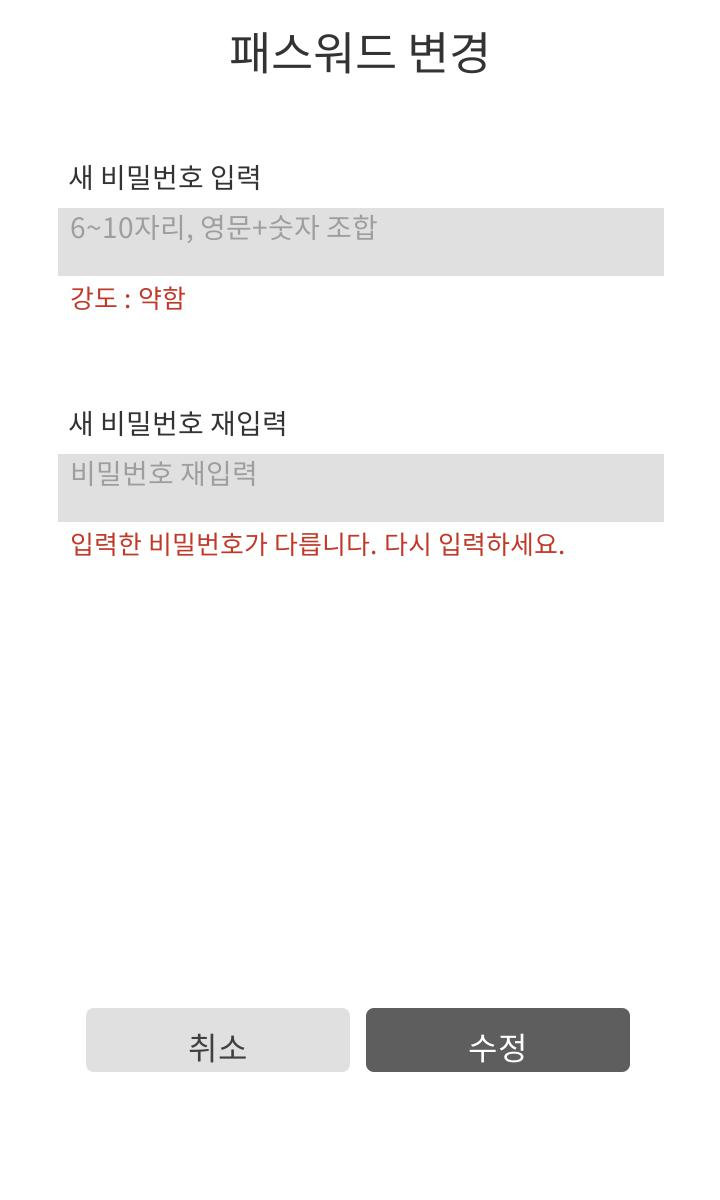 패스워드 변경
새 비밀번호 입력
6~10자리, 영문+숫자 조합
강도 : 약함
새 비밀번호 재입력
비밀번호 재입력
입력한 비밀번호가 다릅니다. 다시 입력하세요.
취소
수정